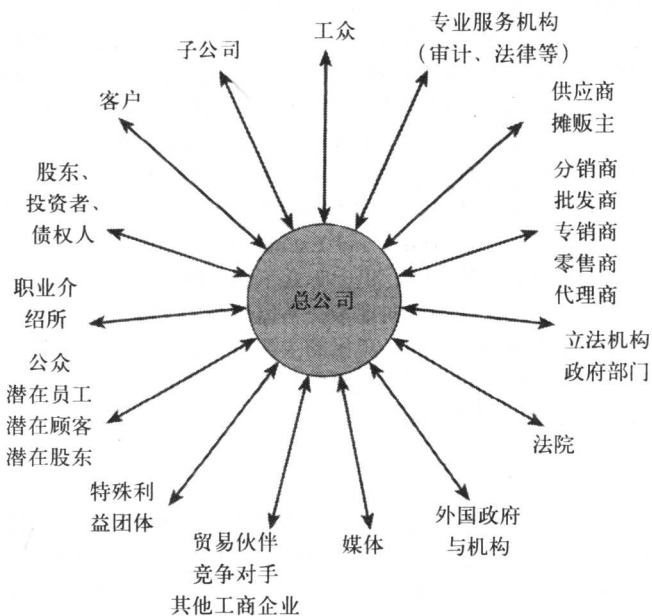 工众
专业服务机构
(审计、法律等)
子公司
供应商
摊贩主
客户
股东、
投资者、
债权人
分销商
批发商
专销商
零售商
代理商
总公司
职业介
绍所
立法机构
政府部门
公众
潜在员工
潜在顾客
潜在股东
法院
特殊利
益团体
外国政府
与机构
贸易伙伴
竞争对手
其他工商企业
媒体